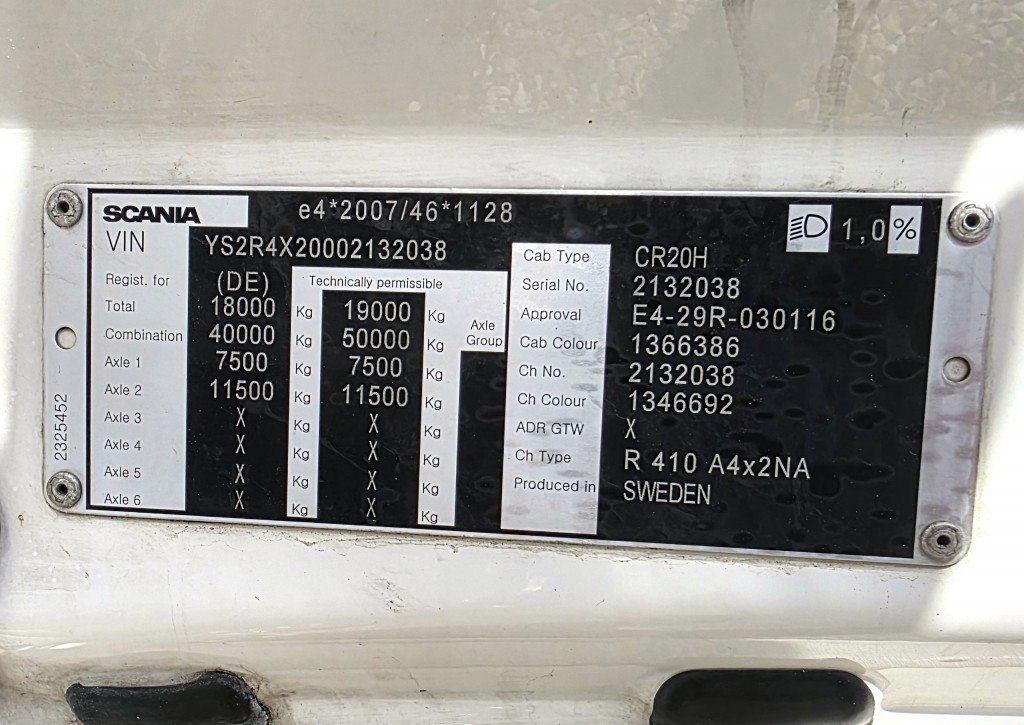 SCANIA e4*2007/46*1128 1,0%
VIN YS2R4X20002132038
Regist. for (DE) Technically permissible
Total 18000 Kg 19000 Kg
Combination 40000 Kg 50000 Kg Axle Group
Axle 1 7500 Kg 7500 Kg
Axle 2 11500 Kg 11500 Kg
Axle 3 X Kg X Kg
Axle 4 X Kg X Kg
Axle 5 X Kg X Kg
Axle 6 X Kg X Kg
Cab Type CR20H
Serial No. 2132038
Approval E4-29R-030116
Cab Colour 1366386
Ch No. 2132038
Ch Colour 1346692
ADR GTW X
Ch Type R 410 A4x2NA
Produced in SWEDEN
2325452